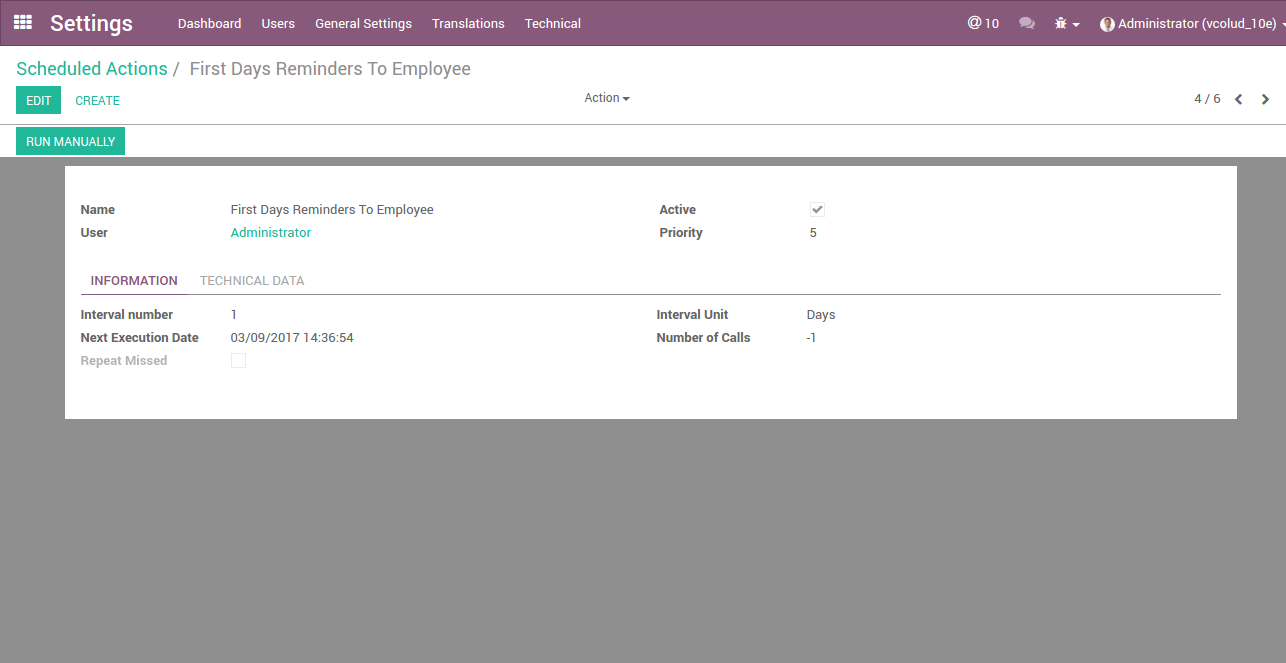 Settings Dashboard Users General Settings Translations Technical @ 10 Administrator (vcolud_10e)
Scheduled Actions / First Days Reminders To Employee
EDIT CREATE Action 4 / 6
RUN MANUALLY
Name First Days Reminders To Employee Active
User Administrator Priority 5
INFORMATION TECHNICAL DATA
Interval number 1 Interval Unit Days
Next Execution Date 03/09/2017 14:36:54 Number of Calls -1
Repeat Missed